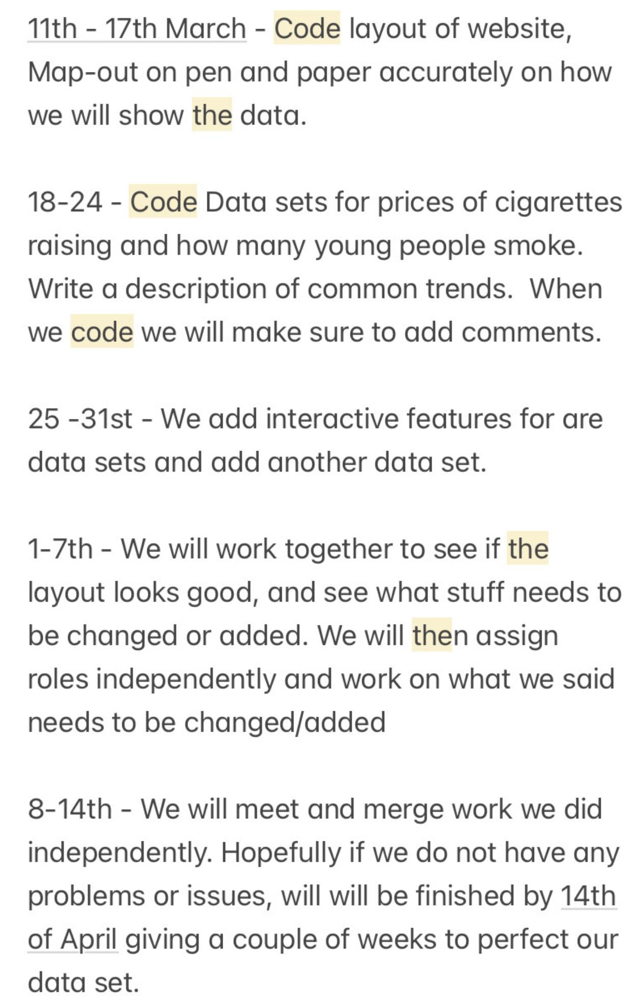 11th - 17th March - Code layout of website,
Map-out on pen and paper accurately on how
we will show the data.
18-24 - Code Data sets for prices of cigarettes
raising and how many young people smoke.
Write a description of common trends.  When
we code we will make sure to add comments.
25 -31st - We add interactive features for are
data sets and add another data set.
1-7th - We will work together to see if the
layout looks good, and see what stuff needs to
be changed or added. We will then assign
roles independently and work on what we said
needs to be changed/added
8-14th - We will meet and merge work we did
independently. Hopefully if we do not have any
problems or issues, will will be finished by 14th
of April giving a couple of weeks to perfect our
data set.